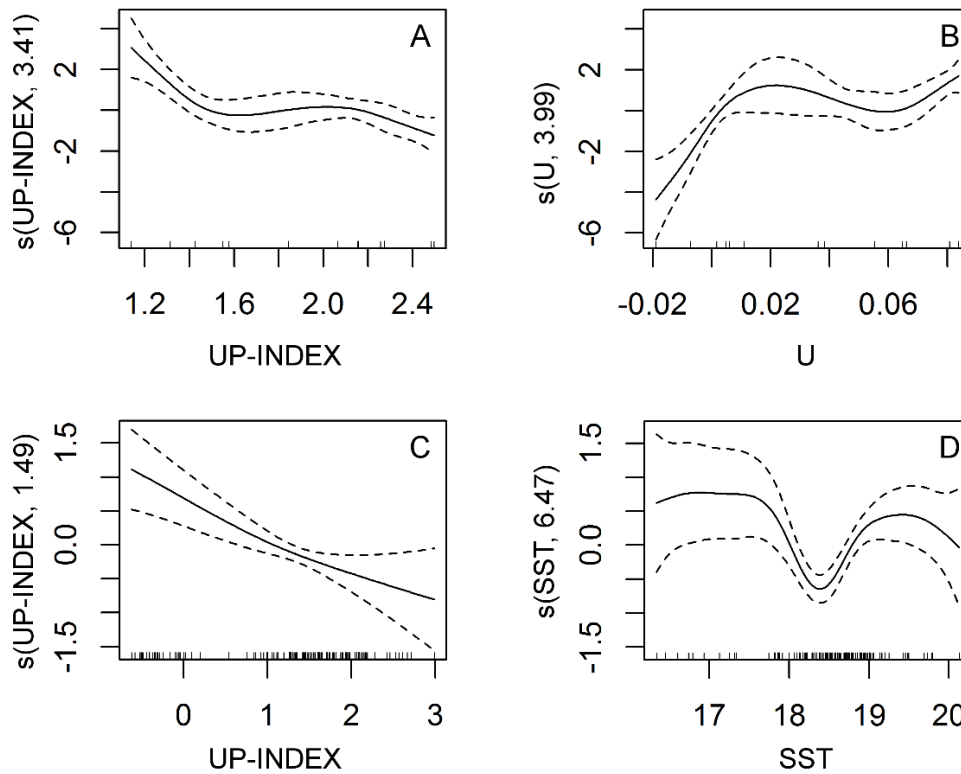 A
s(UP-INDEX, 3.41)
2
-2
-6
1.2 1.6 2.0 2.4
UP-INDEX
B
s(U, 3.99)
2
-2
-6
-0.02 0.02 0.06
U
C
s(UP-INDEX, 1.49)
1.5
0.0
-1.5
0 1 2 3
UP-INDEX
D
s(SST, 6.47)
1.5
0.0
-1.5
17 18 19 20
SST